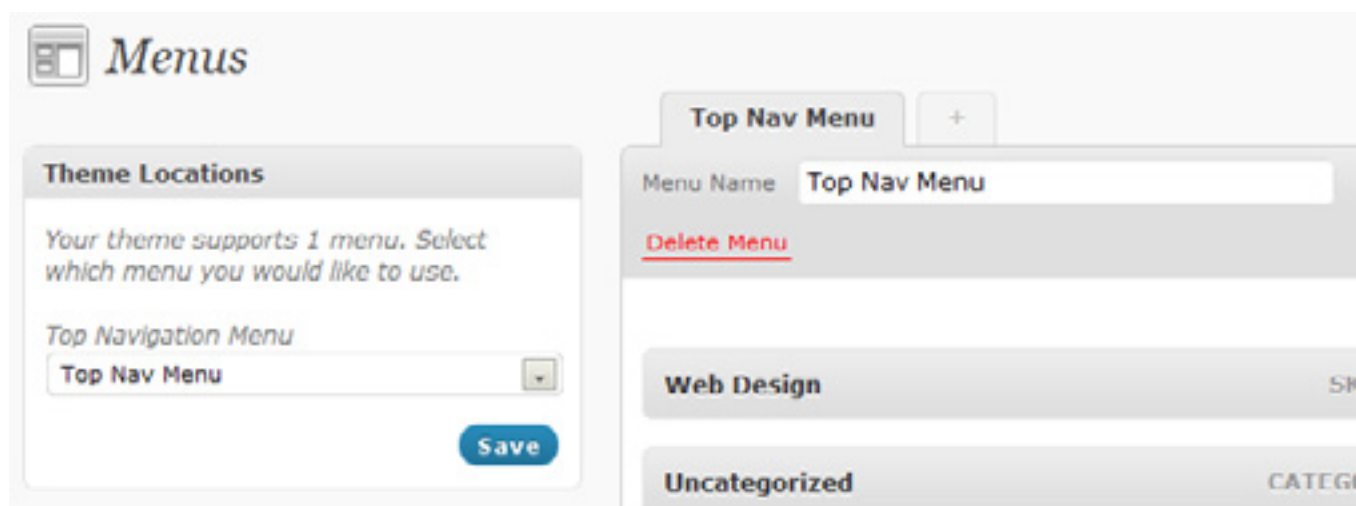 Menus
Top Nav Menu
+
Theme Locations
Your theme supports 1 menu. Select
which menu you would like to use.
Top Navigation Menu
Top Nav Menu
Save
Menu Name Top Nav Menu
Delete Menu
Web Design
Uncategorized